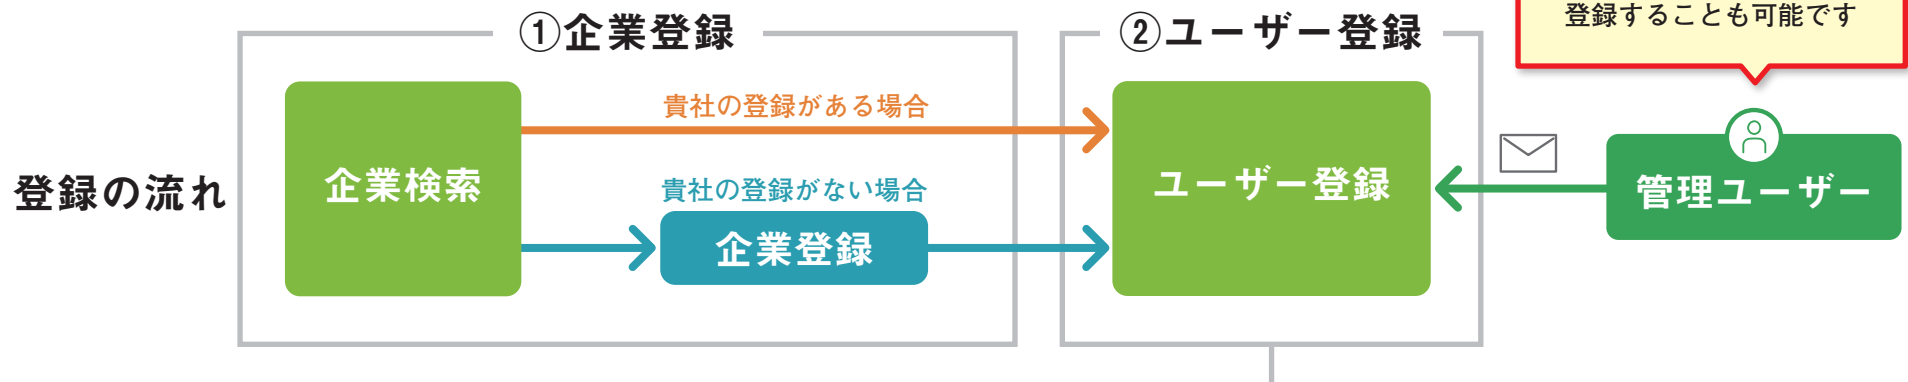 登録することも可能です
①企業登録
②ユーザー登録
登録の流れ
企業検索
貴社の登録がある場合
貴社の登録がない場合
企業登録
ユーザー登録
管理ユーザー